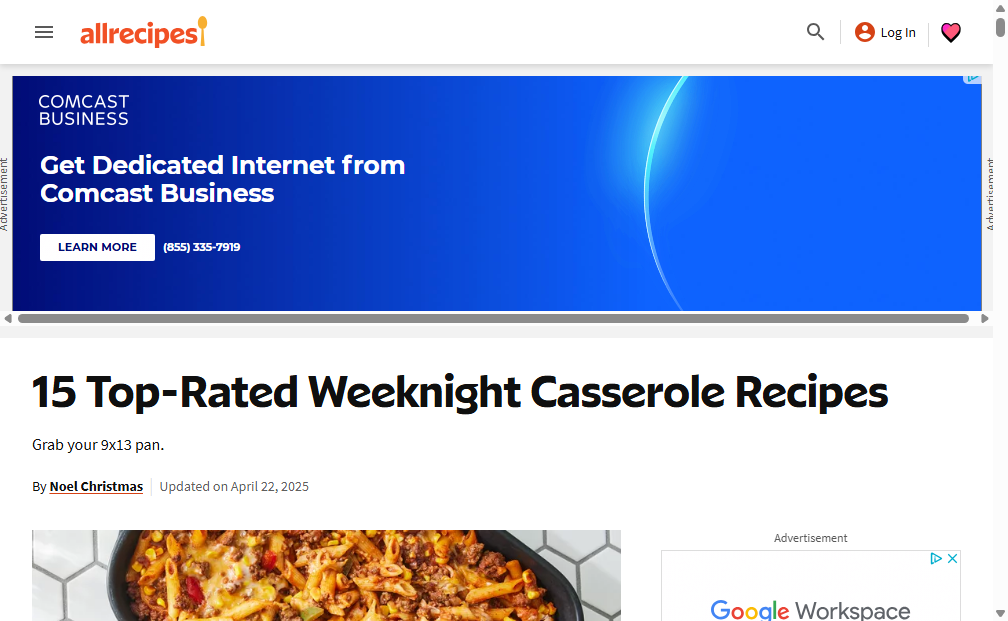 allrecipes
Log In
Advertisement
COMCAST
BUSINESS
Get Dedicated Internet from
Comcast Business
LEARN MORE
(855) 335-7919
Advertisement
15 Top-Rated Weeknight Casserole Recipes
Grab your 9x13 pan.
By Noel Christmas
Updated on April 22, 2025
Advertisement
Google Workspace